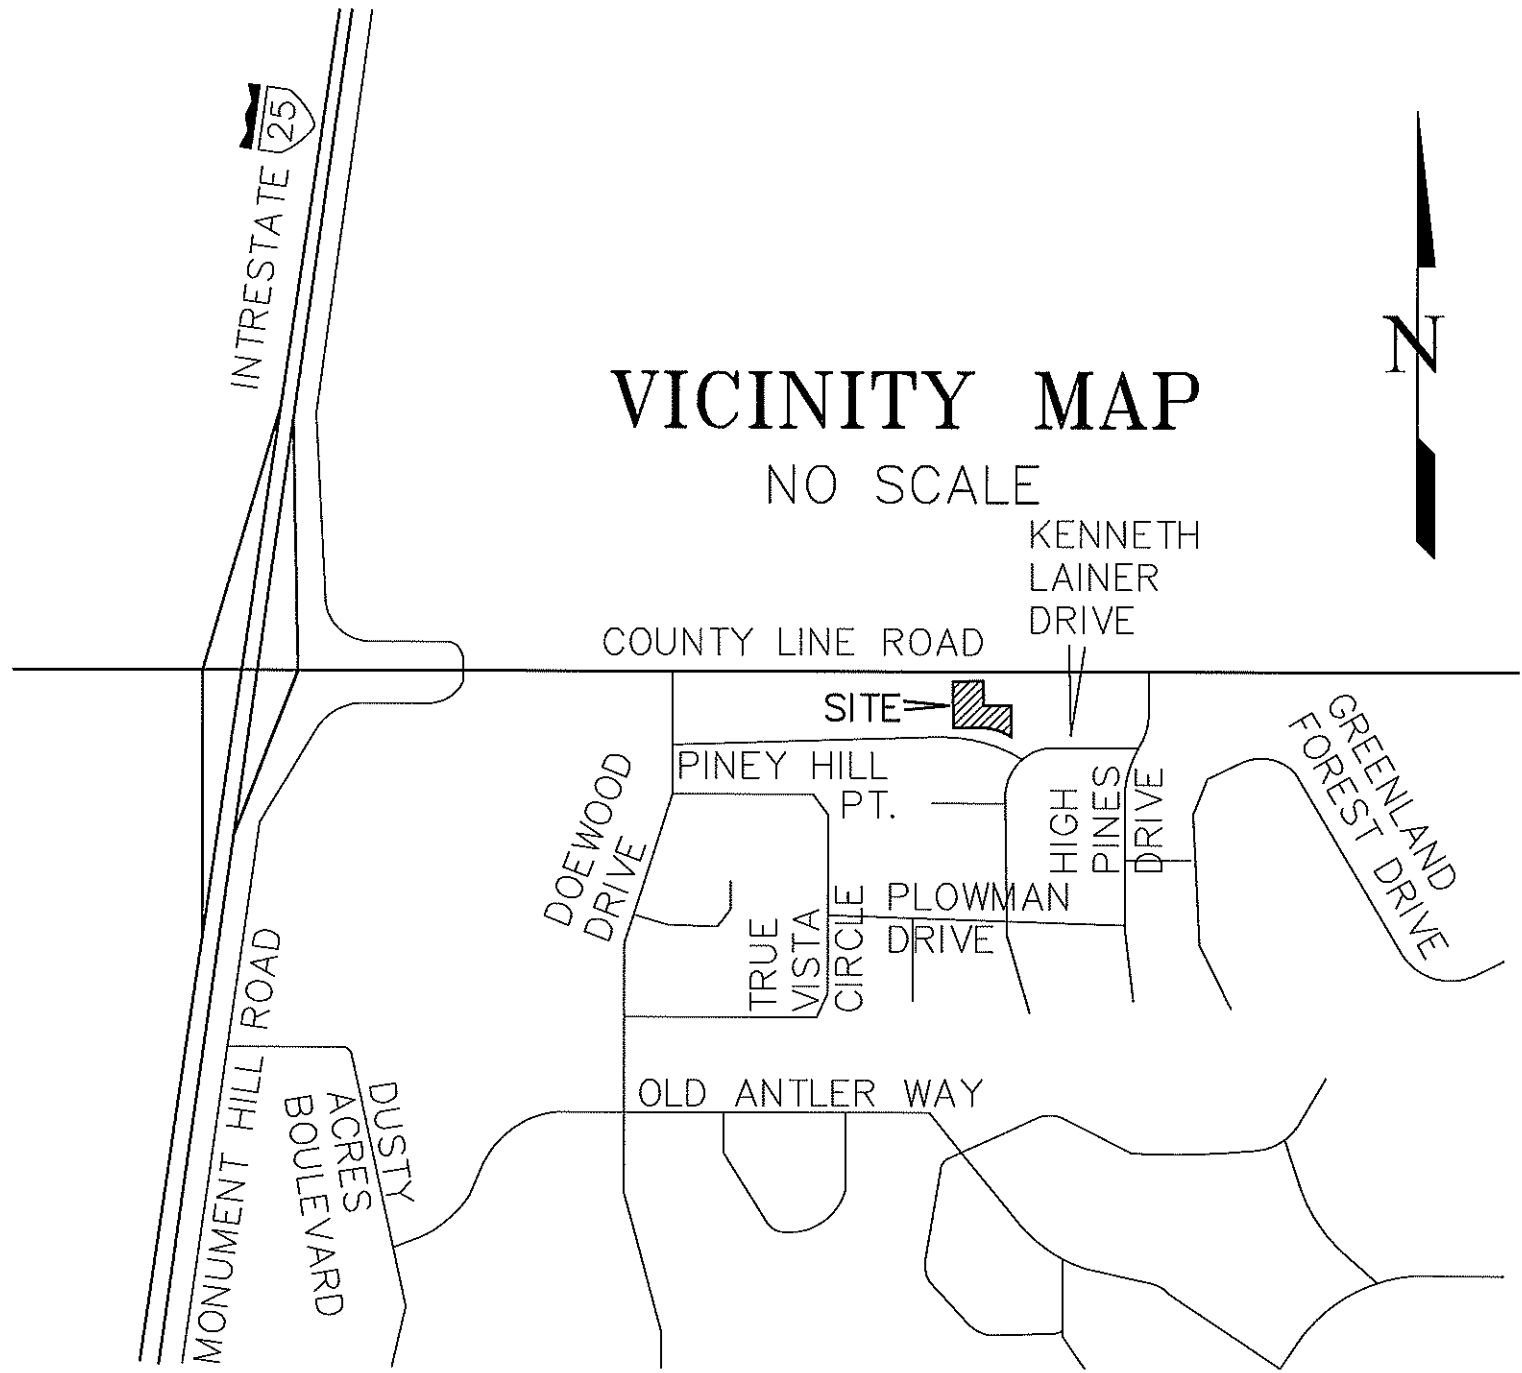 25
INTRESTATE
VICINITY MAP
NO SCALE
N
KENNETH
LAINER
DRIVE
COUNTY LINE ROAD
SITE
PINEY HILL
PT.
DOEWOOD
DRIVE
HIGH
PINES
DRIVE
GREENLAND
FOREST DRIVE
TRUE
VISTA
CIRCLE
PLOWMAN
DRIVE
MONUMENT HILL ROAD
DUSTY
ACRES
BOULEVARD
OLD ANTLER WAY